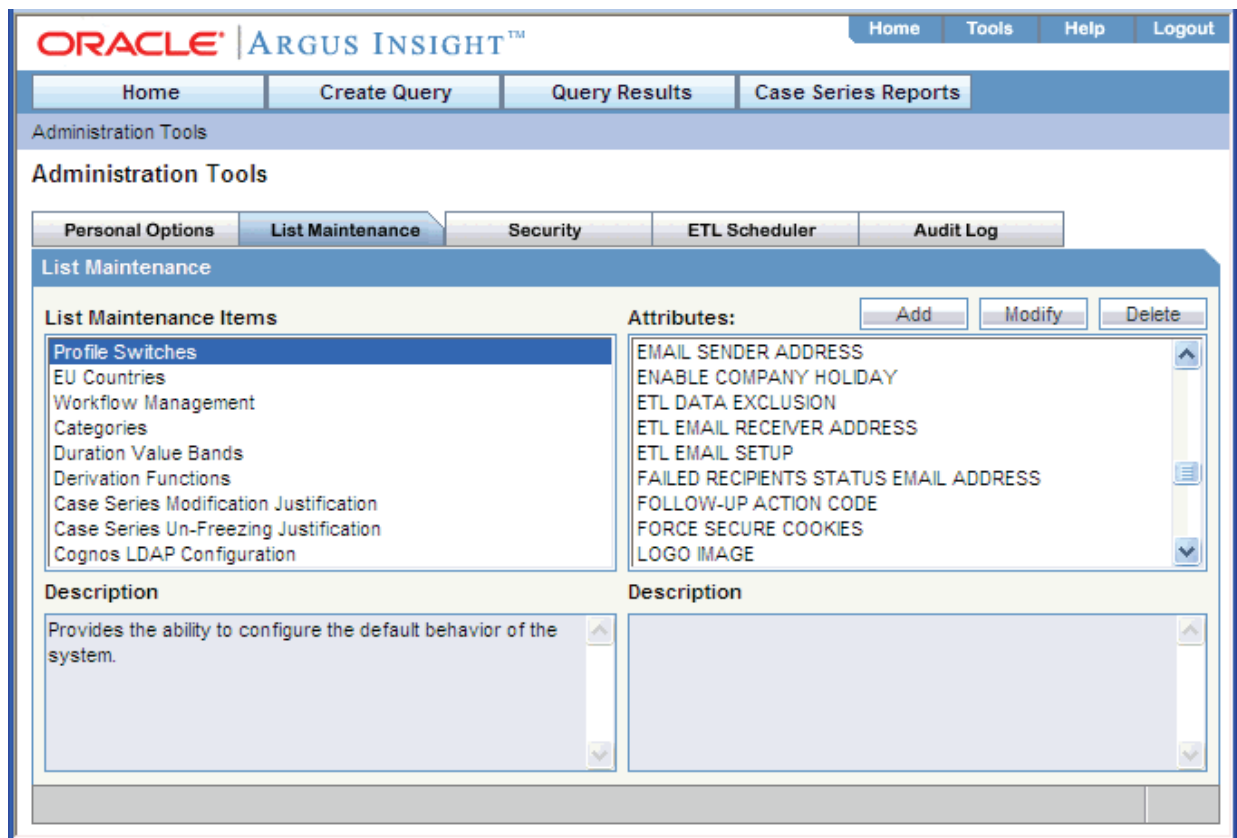 Home Tools Help Logout
ORACLE® | ARGUS INSIGHT™
Home Create Query Query Results Case Series Reports
Administration Tools
Administration Tools
Personal Options List Maintenance Security ETL Scheduler Audit Log
List Maintenance
List Maintenance Items
Profile Switches
EU Countries
Workflow Management
Categories
Duration Value Bands
Derivation Functions
Case Series Modification Justification
Case Series Un-Freezing Justification
Cognos LDAP Configuration
Description
Provides the ability to configure the default behavior of the
system.
Attributes:
Add Modify Delete
EMAIL SENDER ADDRESS
ENABLE COMPANY HOLIDAY
ETL DATA EXCLUSION
ETL EMAIL RECEIVER ADDRESS
ETL EMAIL SETUP
FAILED RECIPIENTS STATUS EMAIL ADDRESS
FOLLOW-UP ACTION CODE
FORCE SECURE COOKIES
LOGO IMAGE
Description